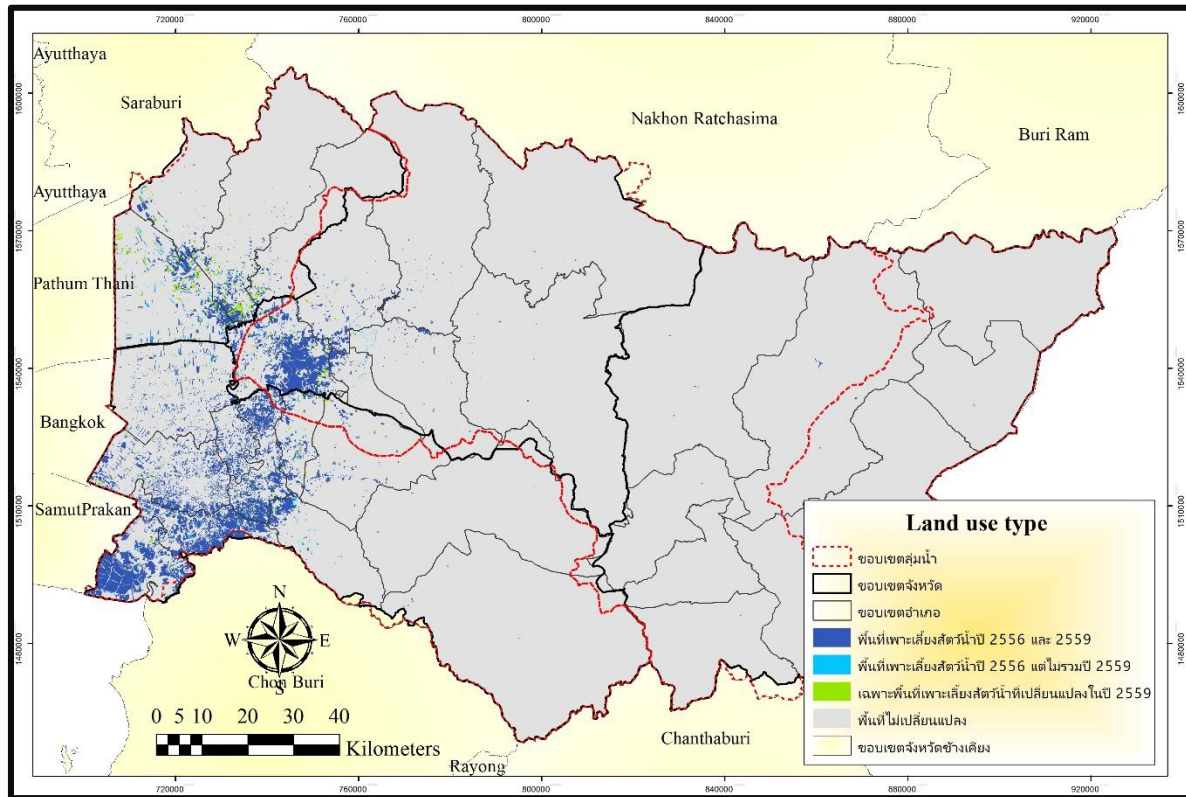 720000 760000 800000 840000 880000 920000
Ayutthaya
Saraburi
1600000 1600000
Nakhon Ratchasima
Buri Ram
Ayutthaya
1570000 1570000
Pathum Thani
1540000 1540000
Bangkok
SamutPrakan
1510000 1510000
Land use type
ขอบเขตลุ่มน้ำ
ขอบเขตจังหวัด
ขอบเขตอำเภอ
พื้นที่เพาะเลี้ยงสัตว์น้ำปี 2556 และ 2559
พื้นที่เพาะเลี้ยงสัตว์น้ำปี 2556 แต่ไม่รวมปี 2559
เฉพาะพื้นที่เพาะเลี้ยงสัตว์น้ำที่เปลี่ยนแปลงในปี 2559
พื้นที่ไม่เปลี่ยนแปลง
ขอบเขตจังหวัดข้างเคียง
N
W E
S
1480000 1480000
Chon Buri
0 5 10 20 30 40
Kilometers
Chanthaburi
Rayong
720000 760000 800000 840000 880000 920000